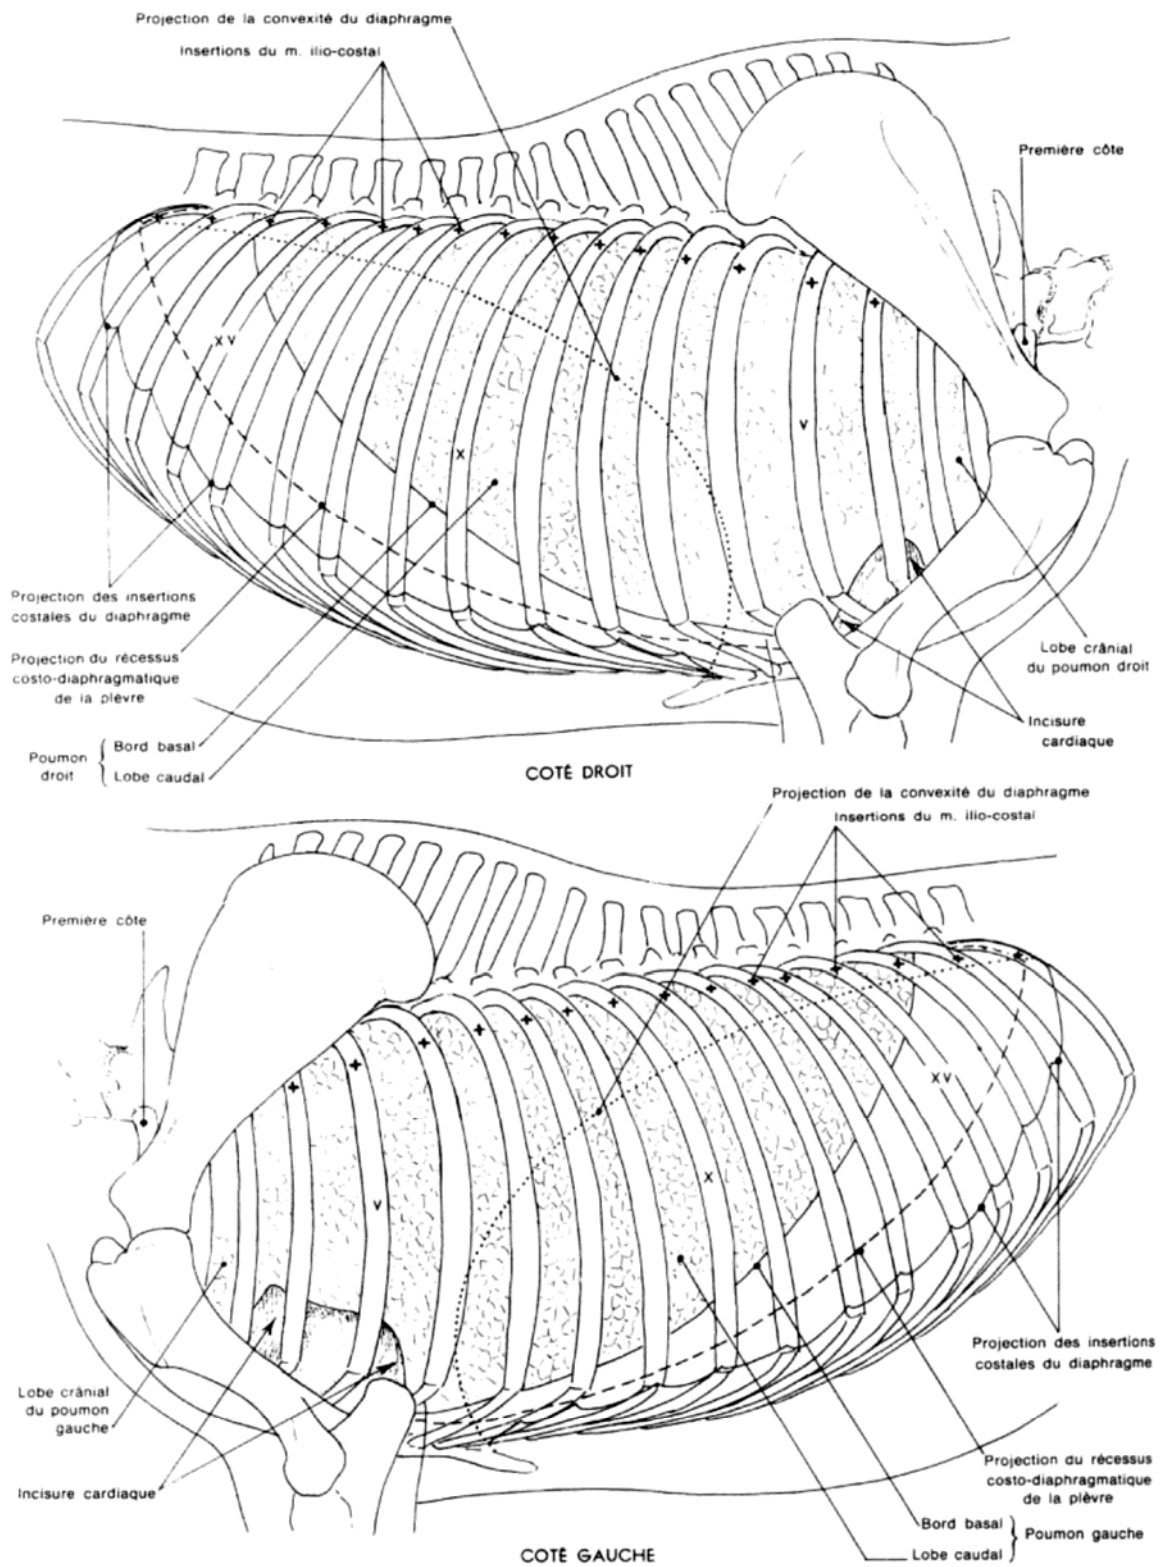 Projection de la convexité du diaphragme
Insertions du m. ilio-costal
Première côte
XV
X
V
Projection des insertions
costales du diaphragme
Projection du récessus
costo-diaphragmatique
de la plèvre
Poumon
droit
Bord basal
Lobe caudal
Lobe crânial
du poumon droit
Incisure
cardiaque
COTÉ DROIT
Projection de la convexité du diaphragme
Insertions du m. ilio-costal
Première côte
XV
X
V
Lobe crânial
du poumon
gauche
Incisure cardiaque
Projection des insertions
costales du diaphragme
Projection du récessus
costo-diaphragmatique
de la plèvre
Bord basal
Lobe caudal
Poumon gauche
COTÉ GAUCHE